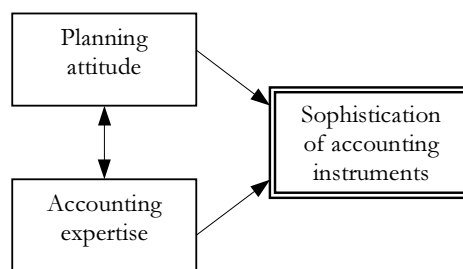 Planning
attitude
Sophistication
of accounting
instruments
Accounting
expertise